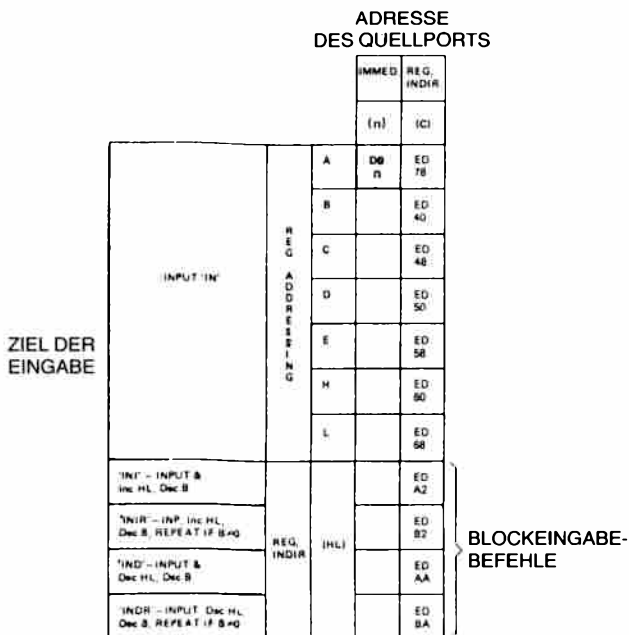 ADRESSE
DES QUELLPORTS
IMMED REG. INDIR
(n) (C)
A DB n ED 78
B ED 40
C ED 48
D ED 50
E ED 58
H ED 60
L ED 68
INPUT 'IN'
REG ADDRESSING
ZIEL DER
EINGABE
'INI' – INPUT &
Inc HL, Dec B
ED A2
'INIR' – INP, Inc HL,
Dec B, REPEAT IF B≠0
ED B2
'IND' – INPUT &
Dec HL, Dec B
ED AA
'INDR' – INPUT, Dec HL,
Dec B, REPEAT IF B≠0
ED BA
REG. INDIR
(HL)
BLOCKEINGABE-
BEFEHLE